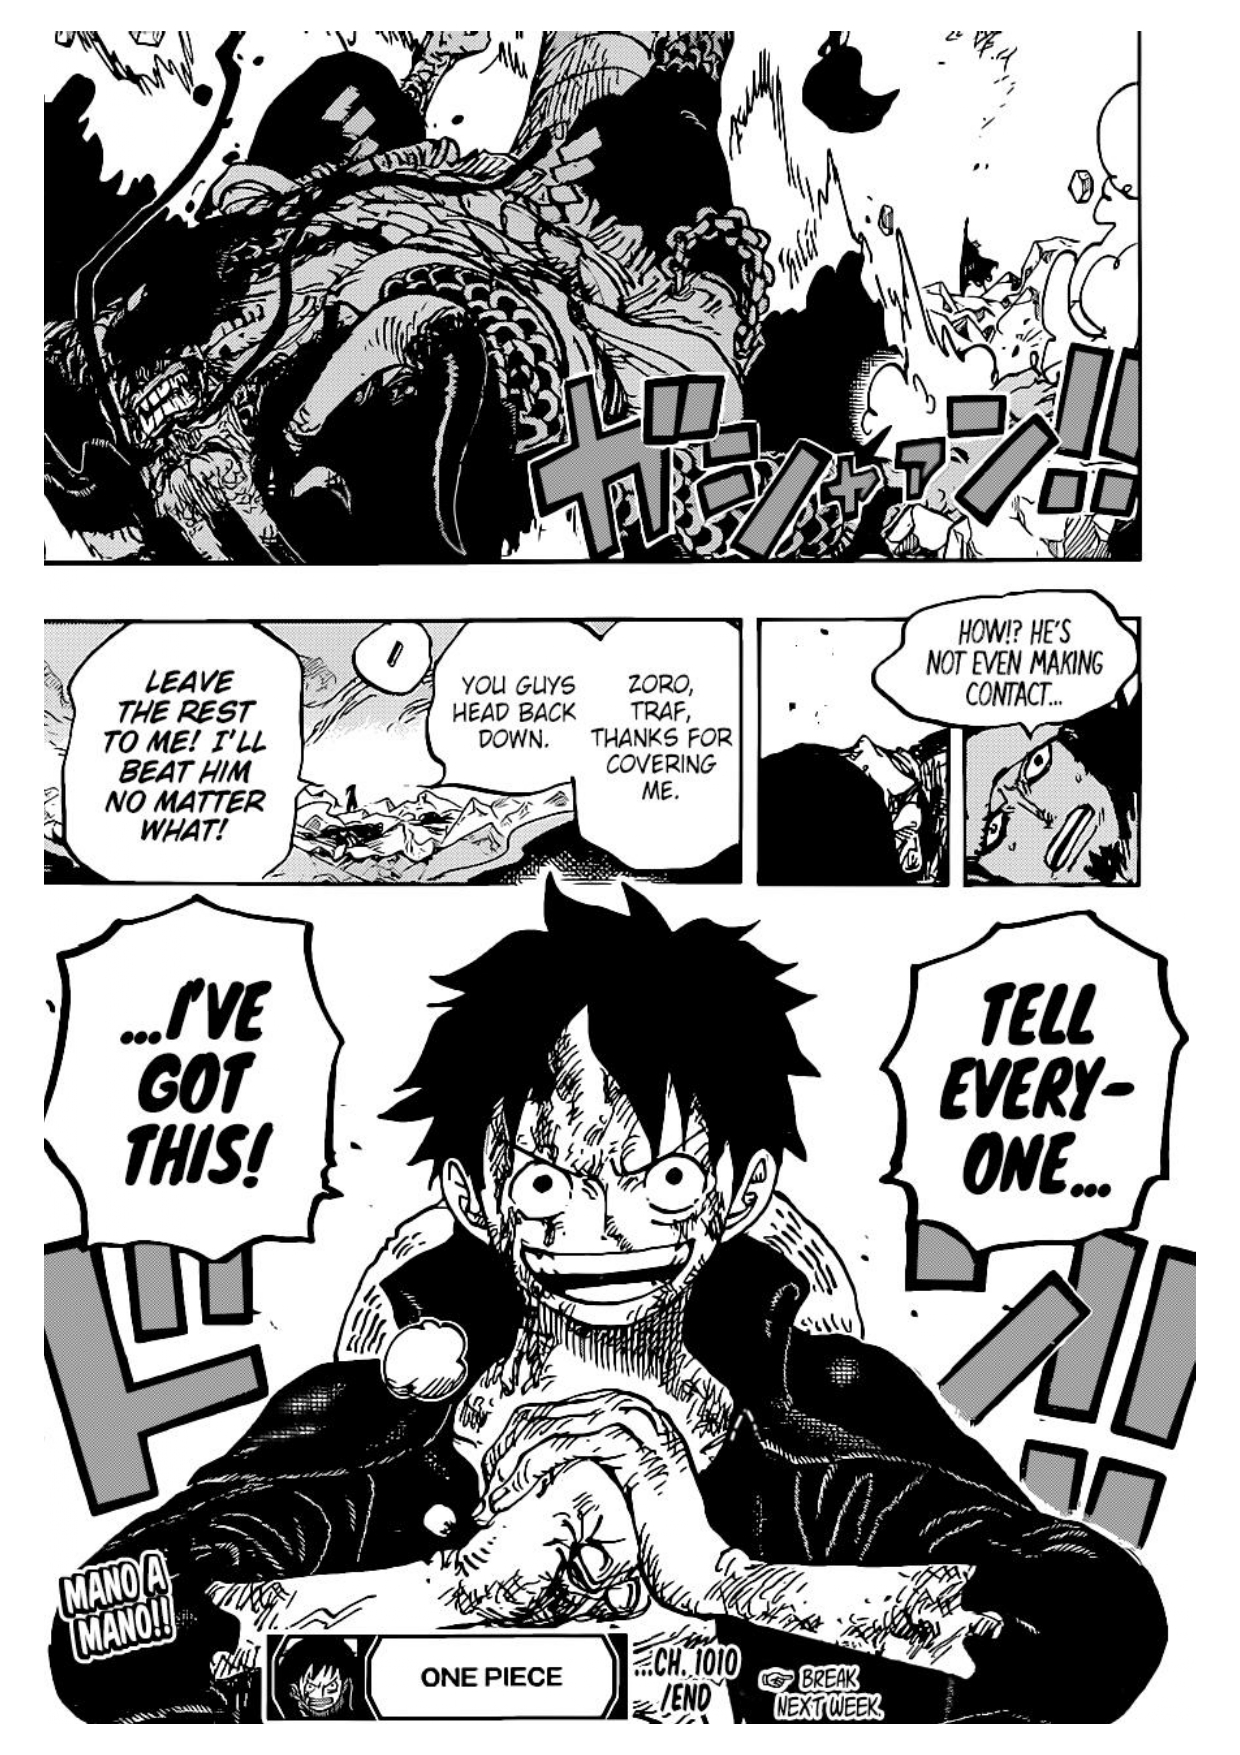 ガシャァン!!
HOW!? HE'S
NOT EVEN MAKING
CONTACT...
ZORO,
TRAF,
THANKS FOR
COVERING
ME.
YOU GUYS
HEAD BACK
DOWN.
LEAVE
THE REST
TO ME! I'LL
BEAT HIM
NO MATTER
WHAT!
TELL
EVERY-
ONE...
...I'VE
GOT
THIS!
ドン!!
MANO A
MANO!!
ONE PIECE
...CH. 1010
/END
☞ BREAK
NEXT WEEK.